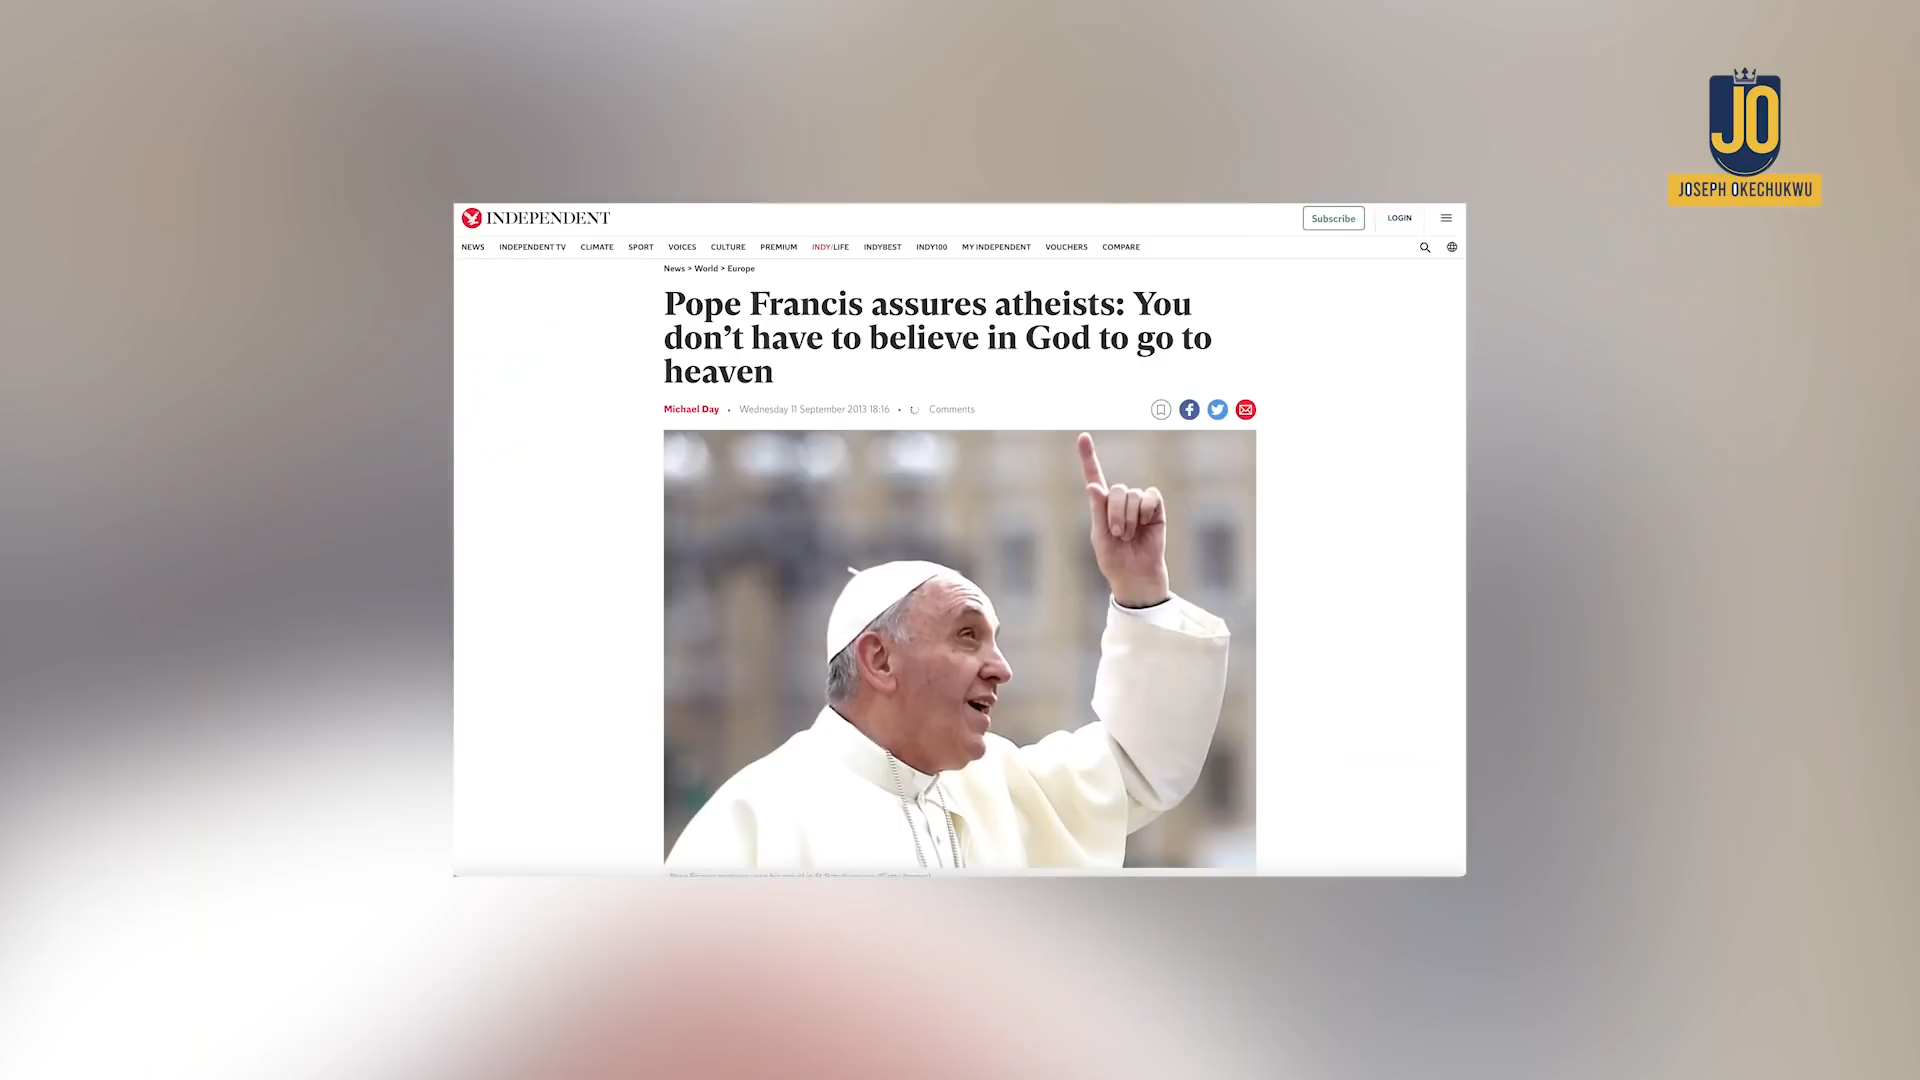 JO
JOSEPH OKECHUKWU
INDEPENDENT
Subscribe
LOGIN
NEWS INDEPENDENT TV CLIMATE SPORT VOICES CULTURE PREMIUM INDY/LIFE INDYBEST INDY100 MY INDEPENDENT VOUCHERS COMPARE
News > World > Europe
Pope Francis assures atheists: You
don’t have to believe in God to go to
heaven
Michael Day • Wednesday 11 September 2013 18:16 • Comments